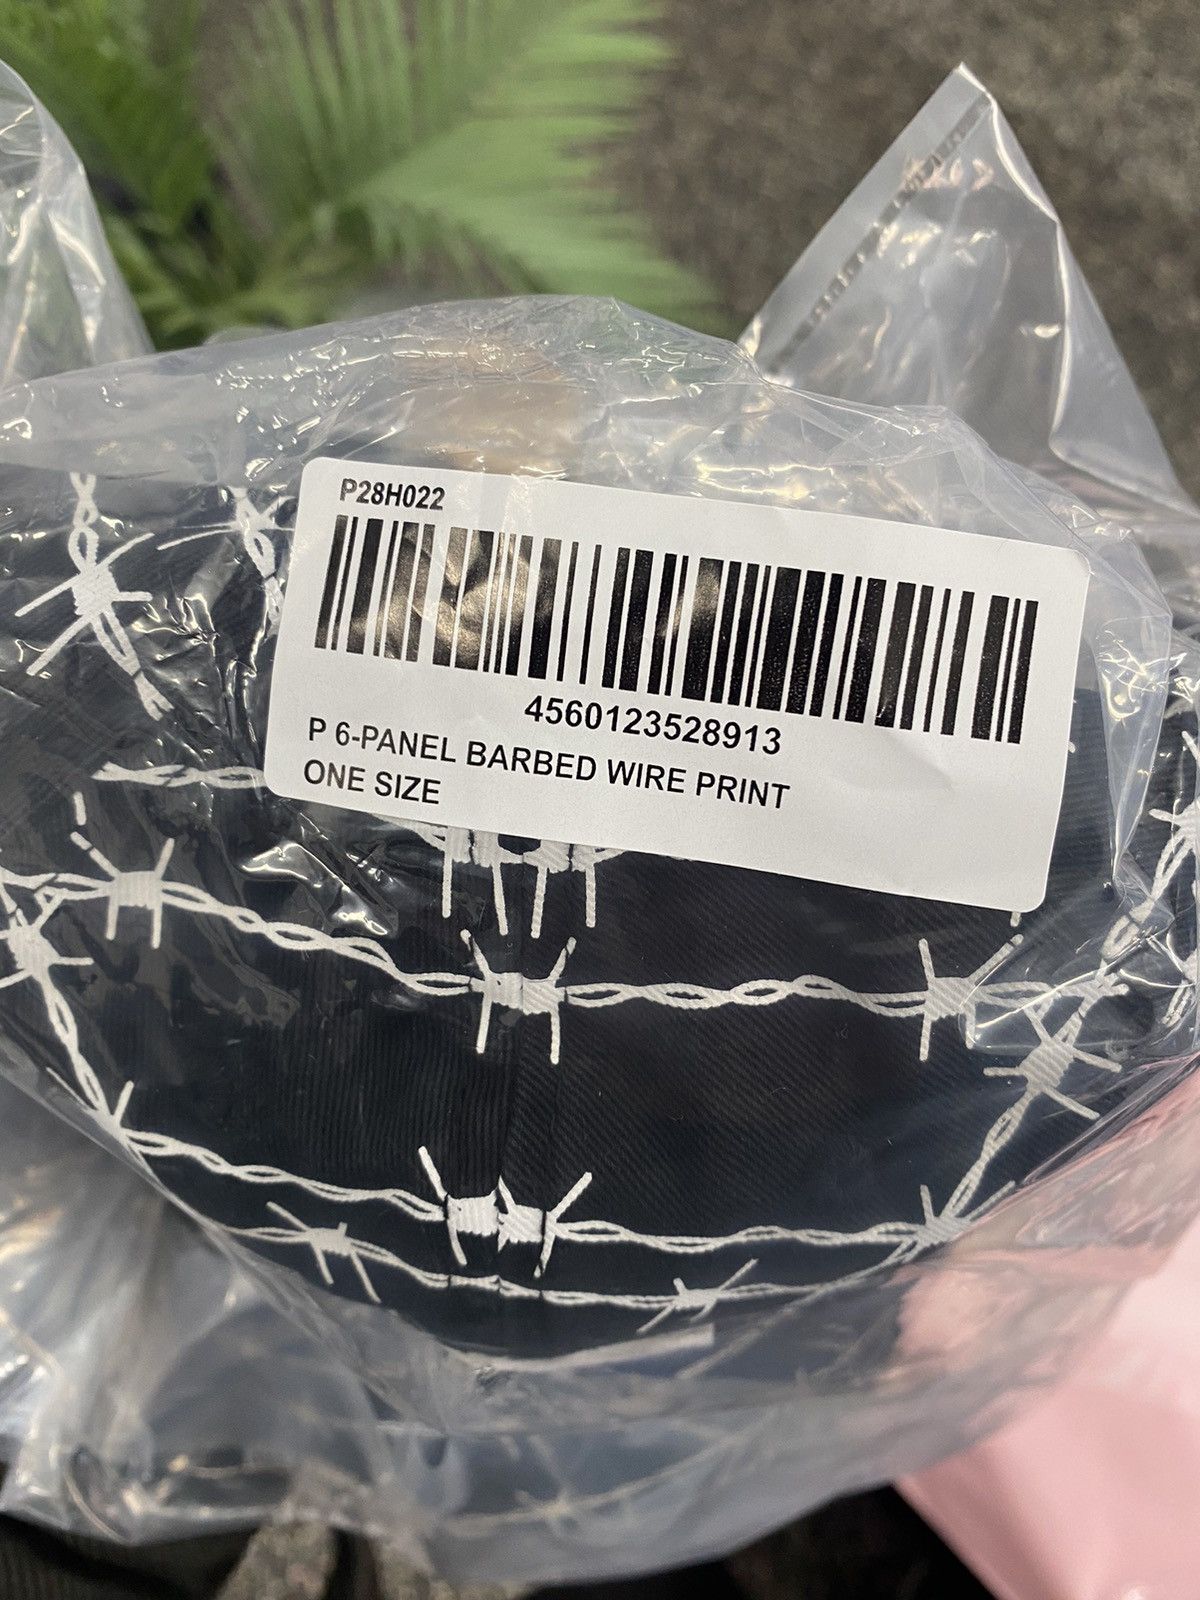 P28H022
4560123528913
P 6-PANEL BARBED WIRE PRINT
ONE SIZE